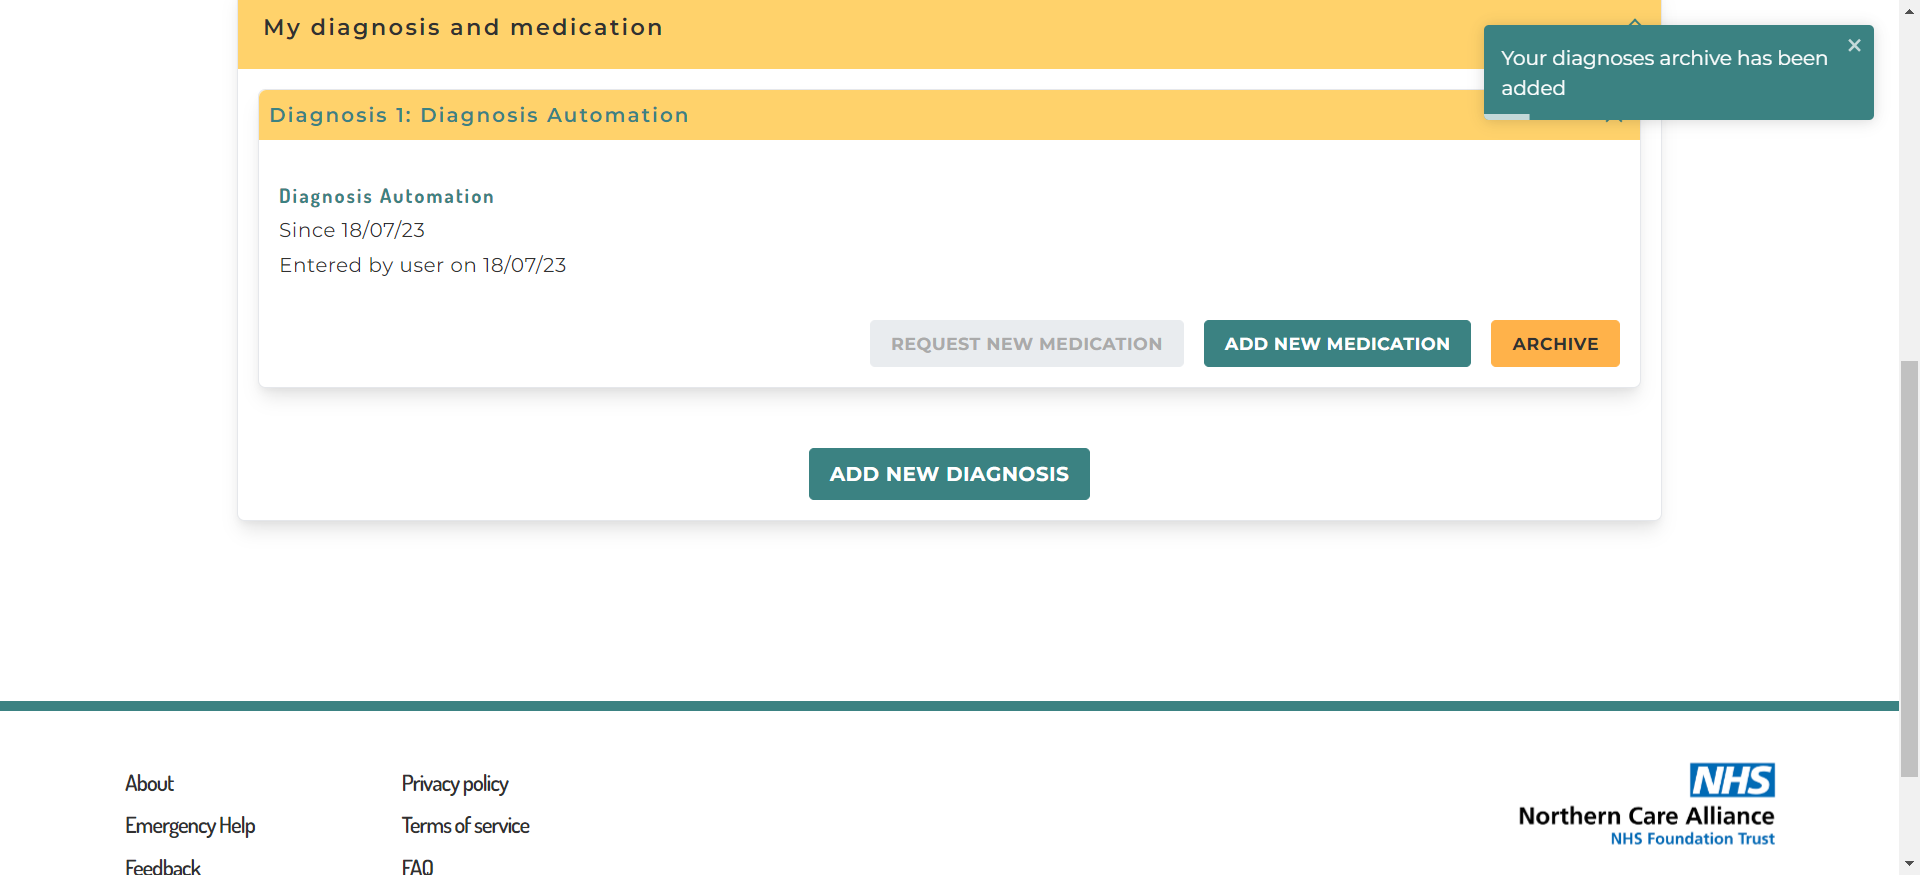 My diagnosis and medication
Your diagnoses archive has been
added
Diagnosis 1: Diagnosis Automation
Diagnosis Automation
Since 18/07/23
Entered by user on 18/07/23
REQUEST NEW MEDICATION
ADD NEW MEDICATION
ARCHIVE
ADD NEW DIAGNOSIS
About
Privacy policy
Emergency Help
Terms of service
Feedback
FAQ
NHS
Northern Care Alliance
NHS Foundation Trust